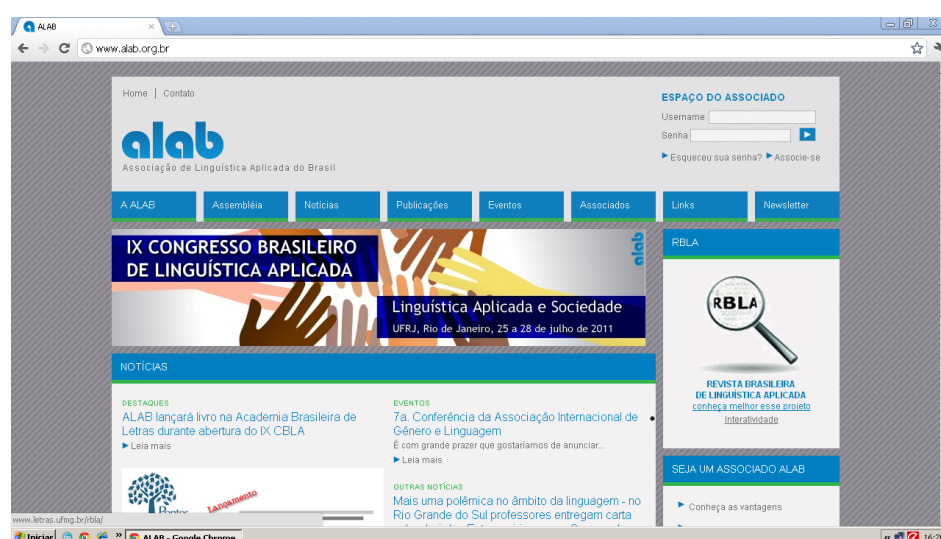 ALAB
www.alab.org.br
Home | Contato
alab
Associação de Linguística Aplicada do Brasil
ESPAÇO DO ASSOCIADO
Username
Senha
Esqueceu sua senha? Associe-se
A ALAB Assembléia Notícias Publicações Eventos Associados Links Newsletter
IX CONGRESSO BRASILEIRO
DE LINGUÍSTICA APLICADA
alab
Linguística Aplicada e Sociedade
UFRJ, Rio de Janeiro, 25 a 28 de julho de 2011
NOTÍCIAS
DESTAQUES
ALAB lançará livro na Academia Brasileira de
Letras durante abertura do IX CBLA
Leia mais
Lançamento
EVENTOS
7a. Conferência da Associação Internacional de
Gênero e Linguagem
É com grande prazer que gostaríamos de anunciar...
Leia mais
OUTRAS NOTÍCIAS
Mais uma polêmica no âmbito da linguagem - no
Rio Grande do Sul professores entregam carta
RBLA
RBLA
REVISTA BRASILEIRA
DE LINGUÍSTICA APLICADA
conheça melhor esse projeto
Interatividade
SEJA UM ASSOCIADO ALAB
Conheça as vantagens
www.letras.ufmg.br/rbla/
Iniciar » ALAB - Google Chrome «